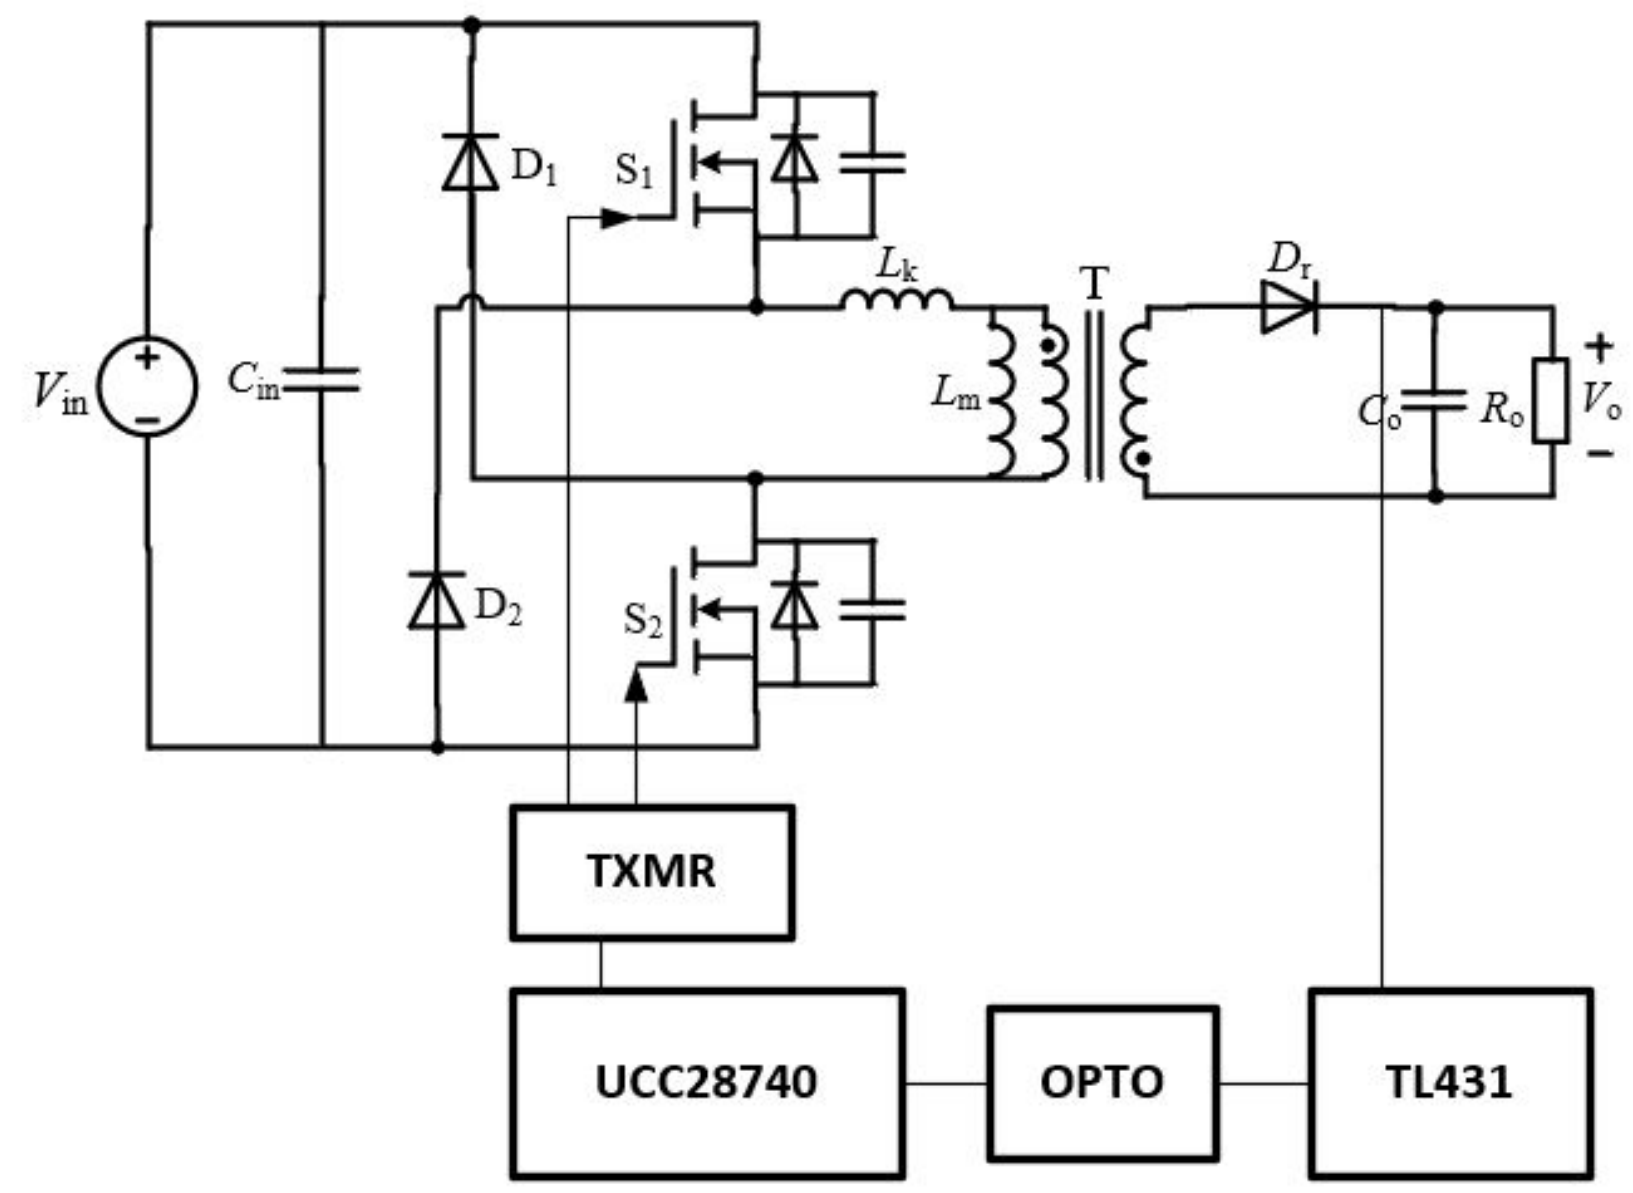 D1
S1
Lk
T
Dr
+
+
Vin
Cin
Lm
Co
Ro
Vo
−
−
D2
S2
TXMR
UCC28740
OPTO
TL431